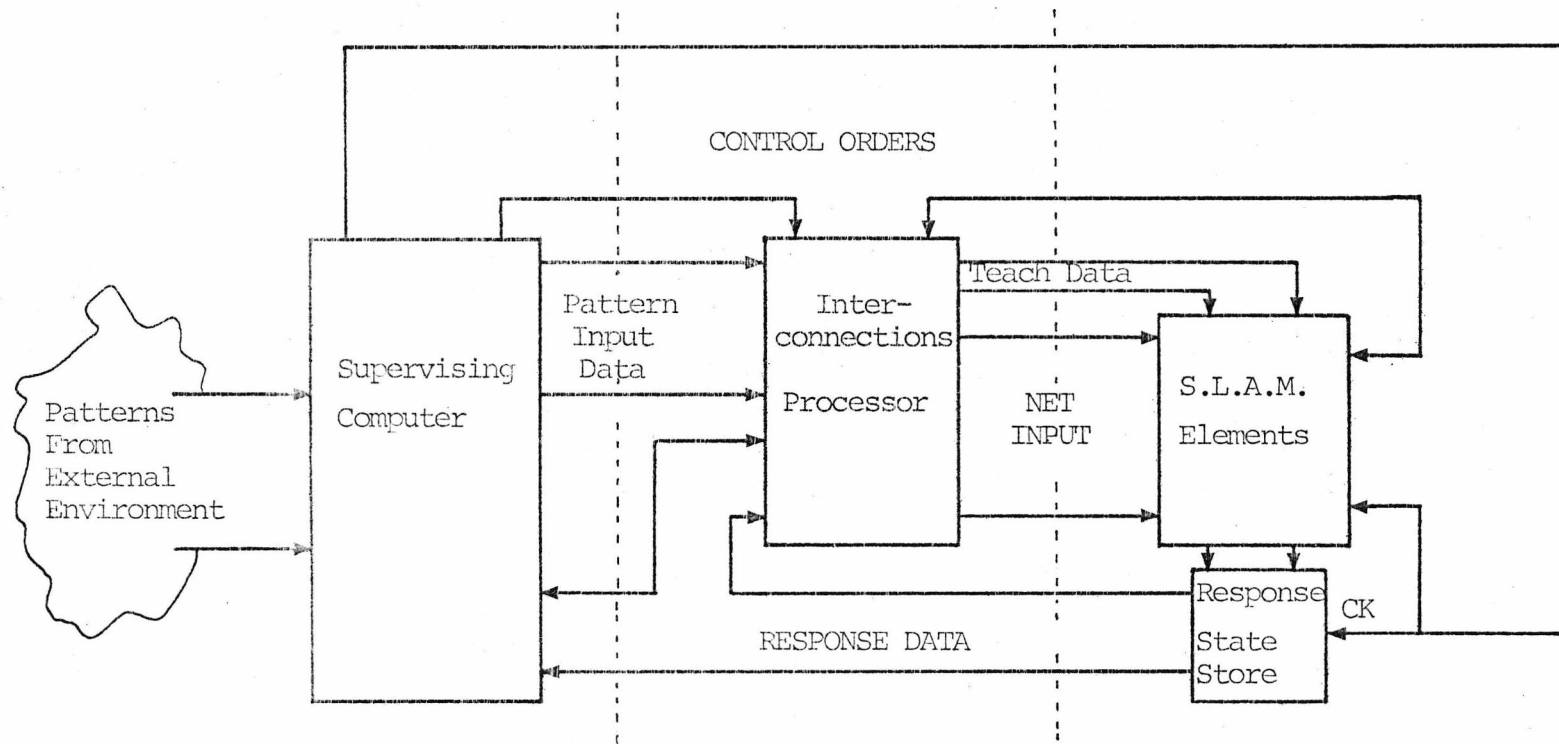 CONTROL ORDERS
Patterns
From
External
Environment
Supervising
Computer
Pattern
Input
Data
Inter-
connections
Processor
Teach Data
NET
INPUT
S.L.A.M.
Elements
Response
State
Store
CK
RESPONSE DATA